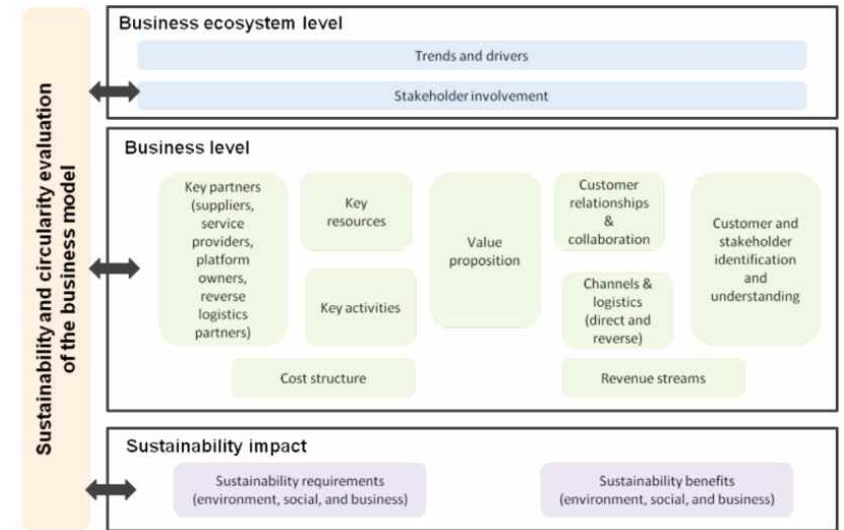 Sustainability and circularity evaluation
of the business model
Business ecosystem level
Trends and drivers
Stakeholder involvement
Business level
Key partners
(suppliers,
service
providers,
platform
owners,
reverse
logistics
partners)
Key
resources
Key activities
Value
proposition
Customer
relationships
&
collaboration
Channels &
logistics
(direct and
reverse)
Customer and
stakeholder
identification
and
understanding
Cost structure
Revenue streams
Sustainability impact
Sustainability requirements
(environment, social, and business)
Sustainability benefits
(environment, social, and business)